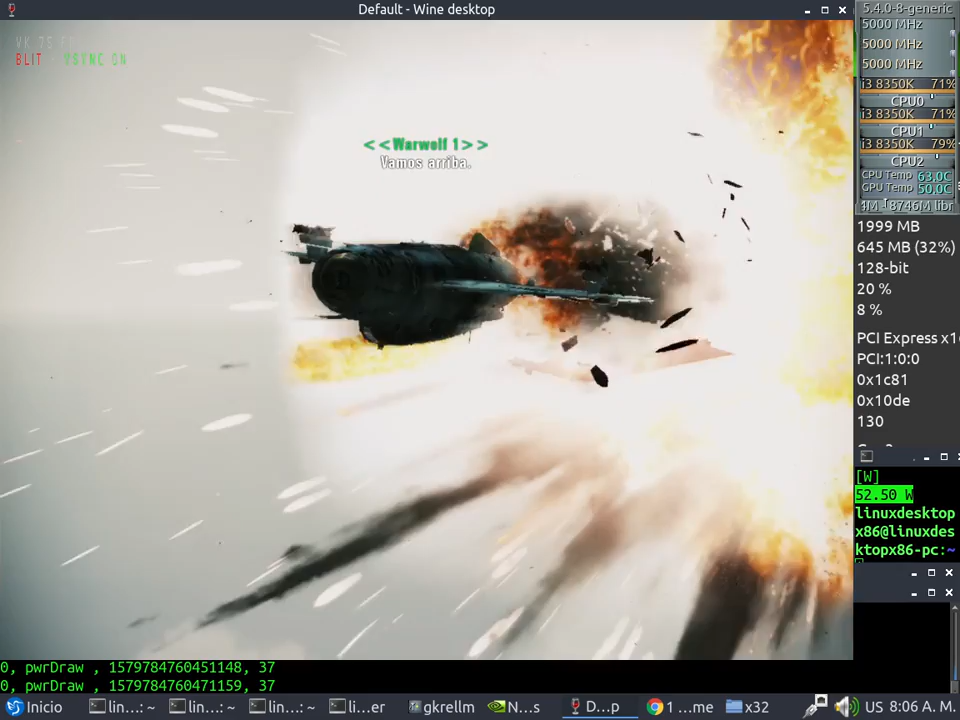 Default - Wine desktop
VK 75 F
BLIT - VSYNC ON
<<Warwolf 1>>
Vamos arriba.
5.4.0-8-generic
5000 MHz
5000 MHz
5000 MHz
i3 8350K 71%
CPU0
i3 8350K 71%
CPU1
i3 8350K 79%
CPU2
CPU Temp 63,0C
GPU Temp 50,0C
8746M libr
1999 MB
645 MB (32%)
128-bit
20 %
8 %
PCI Express x1
PCI:1:0:0
0x1c81
0x10de
130
[W]
52.50 W
linuxdesktop
x86@linuxdes
ktopx86-pc:~
0, pwrDraw , 1579784760451148, 37
0, pwrDraw , 1579784760471159, 37
Inicio
lin...: ~
lin...: ~
lin...: ~
li...er
gkrellm
N...s
D...p
1 ...me
x32
US
8:06 A. M.